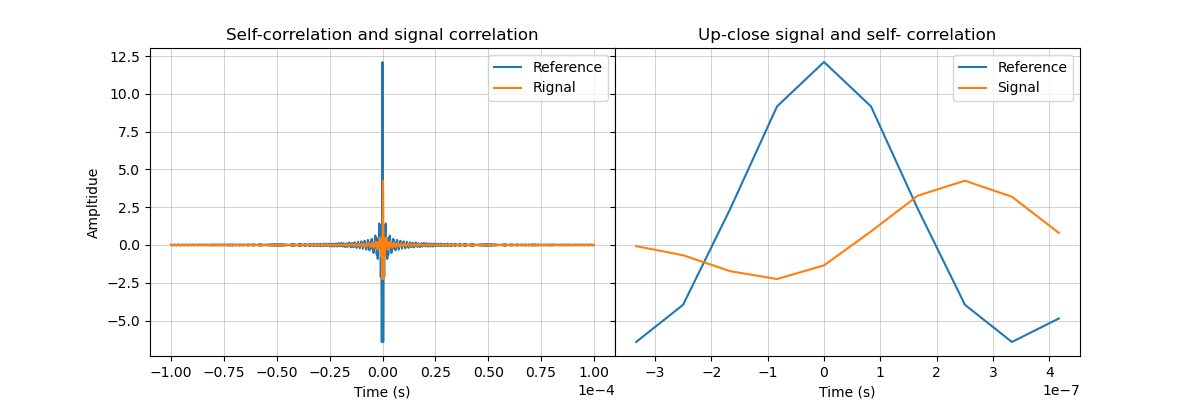 Self-correlation and signal correlation
Up-close signal and self- correlation
Reference
Rignal
Reference
Signal
Ampltidue
12.5
10.0
7.5
5.0
2.5
0.0
−2.5
−5.0
−1.00 −0.75 −0.50 −0.25 0.00 0.25 0.50 0.75 1.00
1e−4
Time (s)
−3 −2 −1 0 1 2 3 4
1e−7
Time (s)